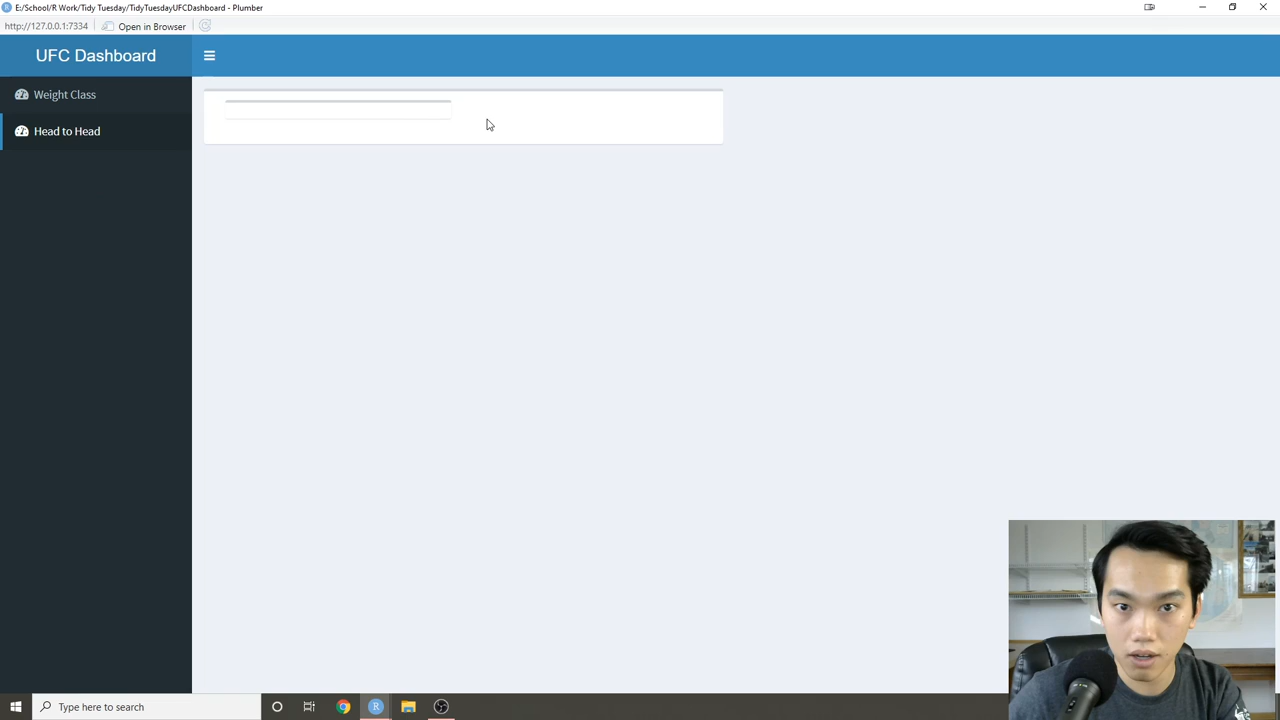 E:/School/R Work/Tidy Tuesday/TidyTuesdayUFCDashboard - Plumber
http://127.0.0.1:7334
Open in Browser
UFC Dashboard
Weight Class
Head to Head
Type here to search